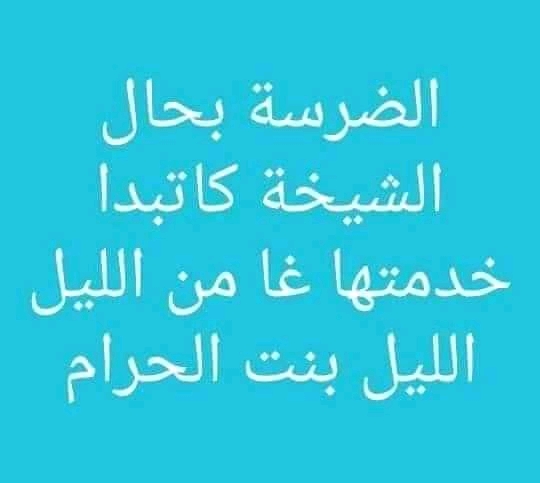 الضرسة بحال
الشيخة كاتبدا
خدمتها غا من الليل
الليل بنت الحرام